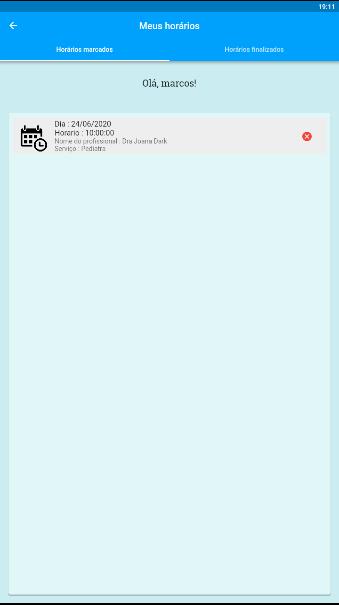 19:11
Meus horários
Horários marcados
Horários finalizados
Olá, marcos!
Dia : 24/06/2020
Horario : 10:00:00
Nome do profissional : Dra Joana Dark
Serviço : Pediatra